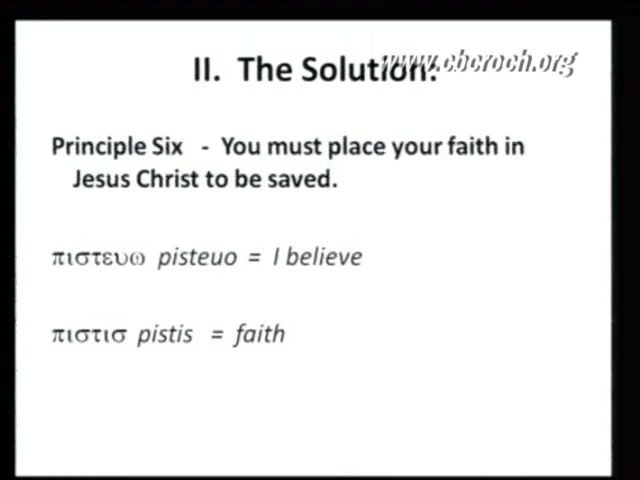 II. The Solution:
www.cbcroch.org
Principle Six - You must place your faith in
Jesus Christ to be saved.
πιστευω pisteuo = I believe
πιστισ pistis = faith